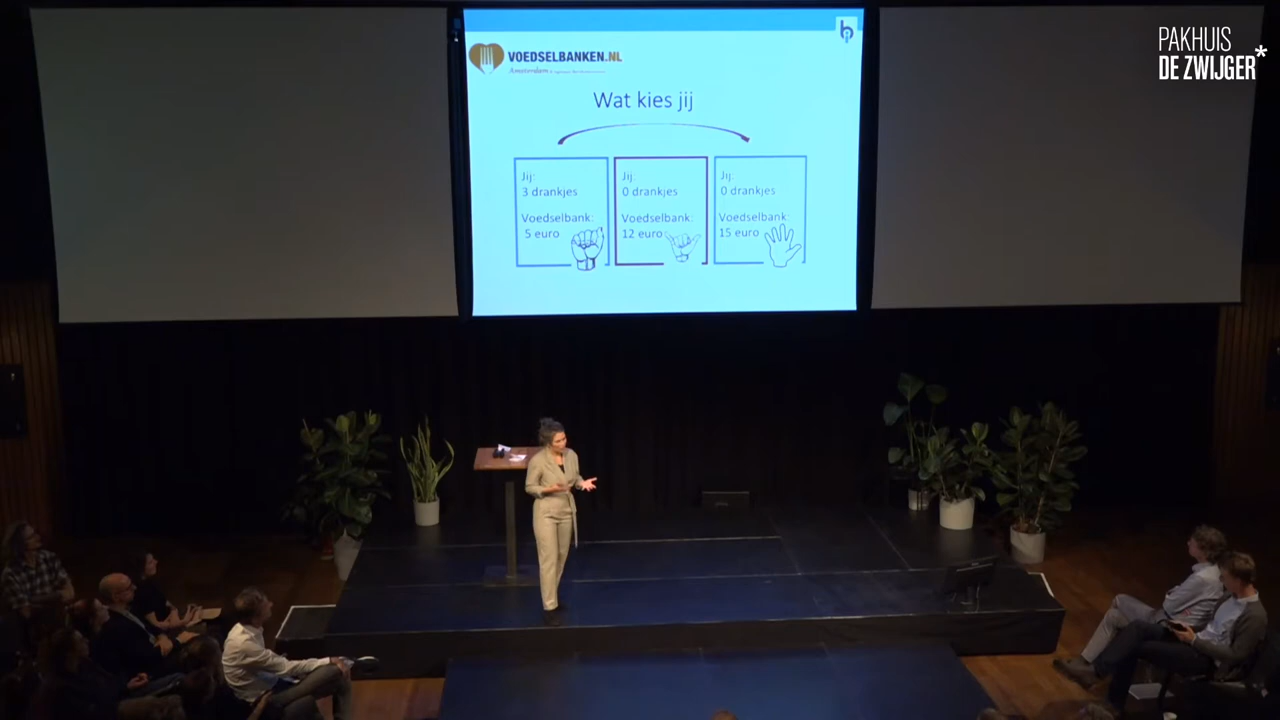 PAKHUIS
DE ZWIJGER*
VOEDSELBANKEN.NL
Amsterdam
Wat kies jij
Jij:
3 drankjes
Voedselbank:
5 euro
Jij:
0 drankjes
Voedselbank:
12 euro
Jij:
0 drankjes
Voedselbank:
15 euro